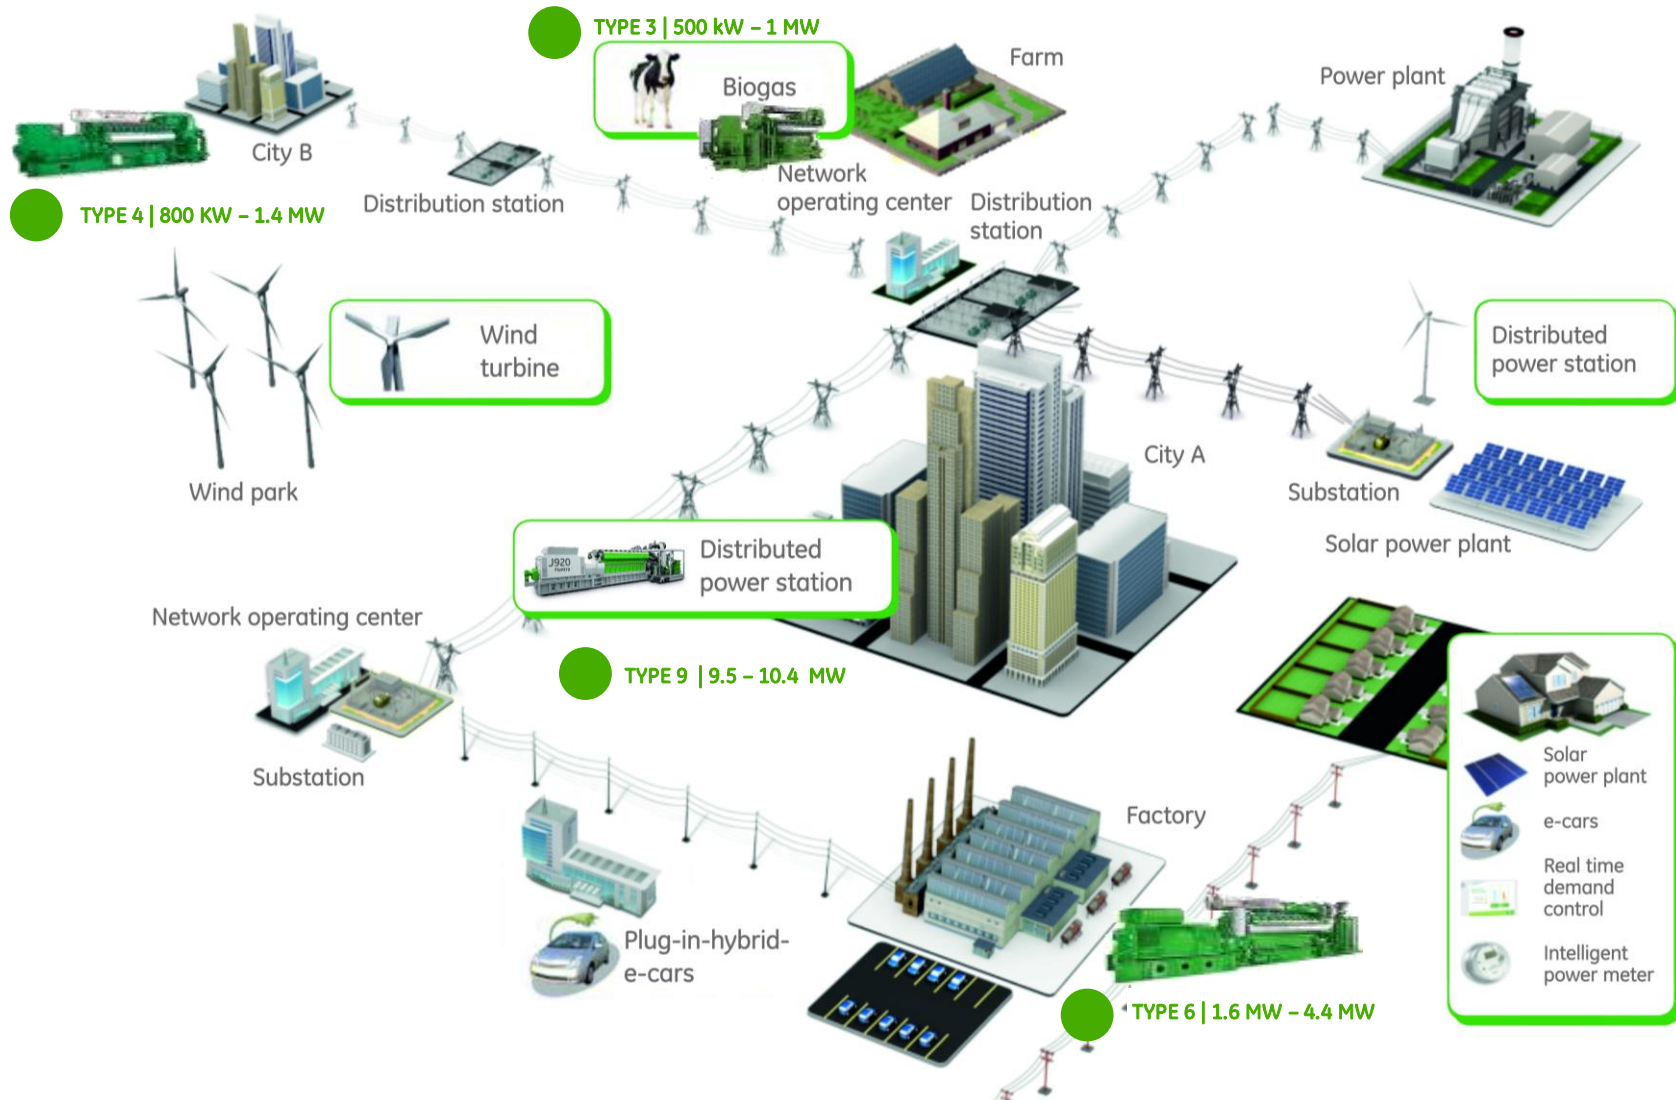 TYPE 3 | 500 kW – 1 MW
Farm
Biogas
Power plant
City B
Network
operating center
Distribution station
Distribution
station
TYPE 4 | 800 KW – 1.4 MW
Wind
turbine
Distributed
power station
Wind park
City A
Substation
Solar power plant
J920
Distributed
power station
Network operating center
TYPE 9 | 9.5 – 10.4 MW
Substation
Solar
power plant
Factory
e-cars
Real time
demand
control
Plug-in-hybrid-
e-cars
Intelligent
power meter
TYPE 6 | 1.6 MW – 4.4 MW